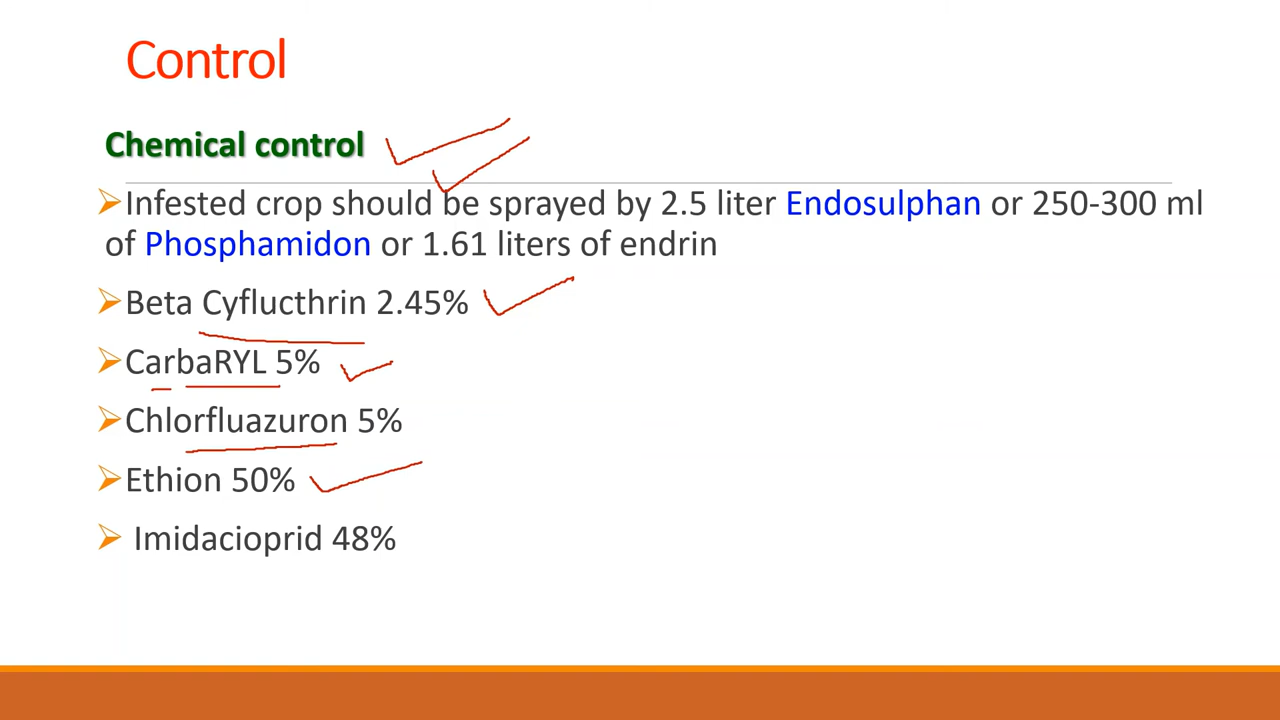 Control
Chemical control
Infested crop should be sprayed by 2.5 liter Endosulphan or 250-300 ml
of Phosphamidon or 1.61 liters of endrin
Beta Cyflucthrin 2.45%
CarbaRYL 5%
Chlorfluazuron 5%
Ethion 50%
Imidacioprid 48%